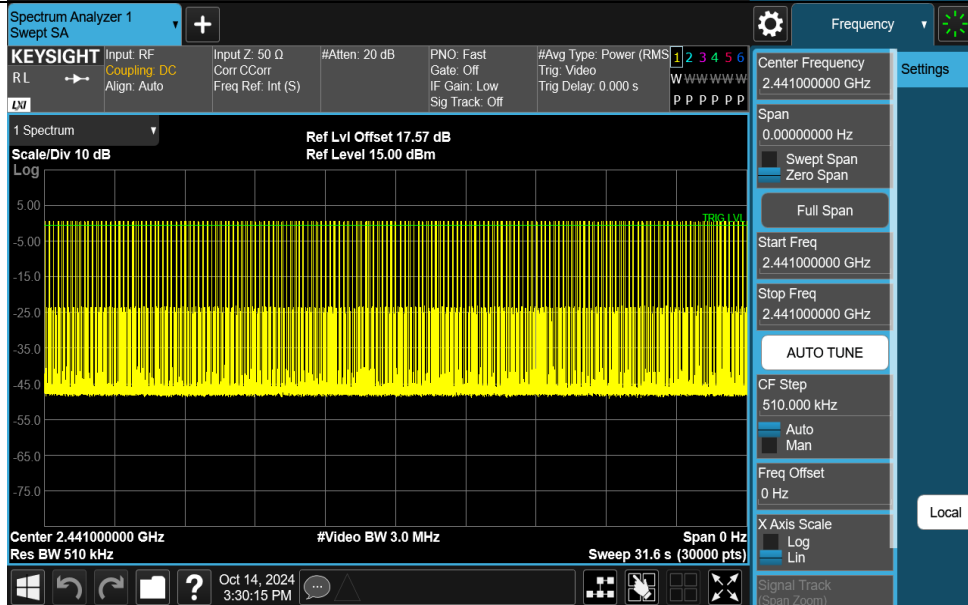 Spectrum Analyzer 1
Swept SA
Frequency
KEYSIGHT
RL
LXI
Input: RF
Coupling: DC
Align: Auto
Input Z: 50 Ω
Corr CCorr
Freq Ref: Int (S)
#Atten: 20 dB
PNO: Fast
Gate: Off
IF Gain: Low
Sig Track: Off
#Avg Type: Power (RMS
Trig: Video
Trig Delay: 0.000 s
1 2 3 4 5 6
W W W W W W
P P P P P P
1 Spectrum
Scale/Div 10 dB
Ref Lvl Offset 17.57 dB
Ref Level 15.00 dBm
Log
5.00
-5.00
-15.0
-25.0
-35.0
-45.0
-55.0
-65.0
-75.0
TRIG LVL
Center 2.441000000 GHz
#Video BW 3.0 MHz
Span 0 Hz
Res BW 510 kHz
Sweep 31.6 s (30000 pts)
Oct 14, 2024
3:30:15 PM
Center Frequency
2.441000000 GHz
Settings
Span
0.00000000 Hz
Swept Span
Zero Span
Full Span
Start Freq
2.441000000 GHz
Stop Freq
2.441000000 GHz
AUTO TUNE
CF Step
510.000 kHz
Auto
Man
Freq Offset
0 Hz
X Axis Scale
Log
Lin
Local
Signal Track
(Span Zoom)